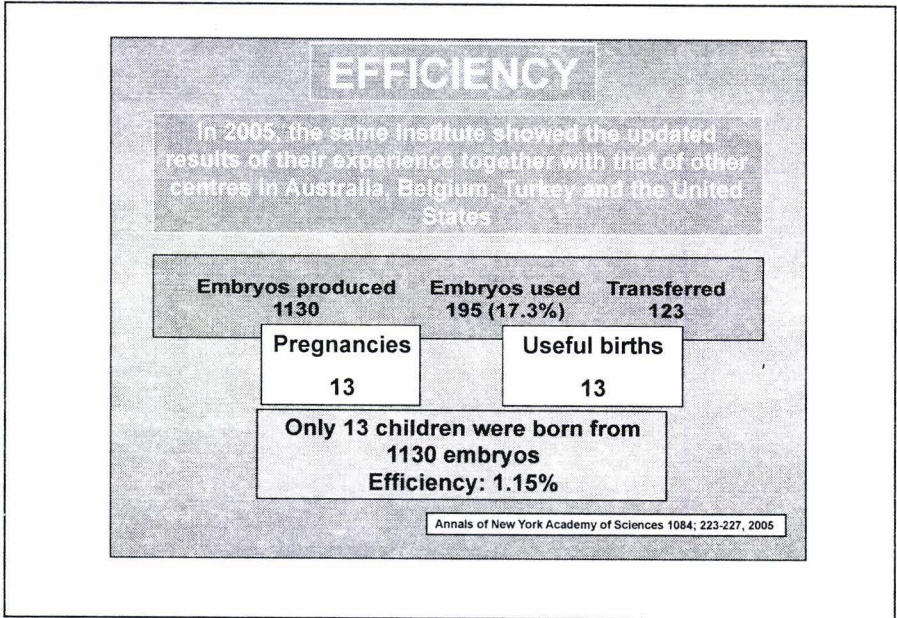 EFFICIENCY
In 2005, the same Institute showed the updated
results of their experience together with that of other
centres in Australia, Belgium, Turkey and the United
States
Embryos produced Embryos used Transferred
1130 195 (17.3%) 123
Pregnancies Useful births
13 13
Only 13 children were born from
1130 embryos
Efficiency: 1.15%
Annals of New York Academy of Sciences 1084; 223-227, 2005